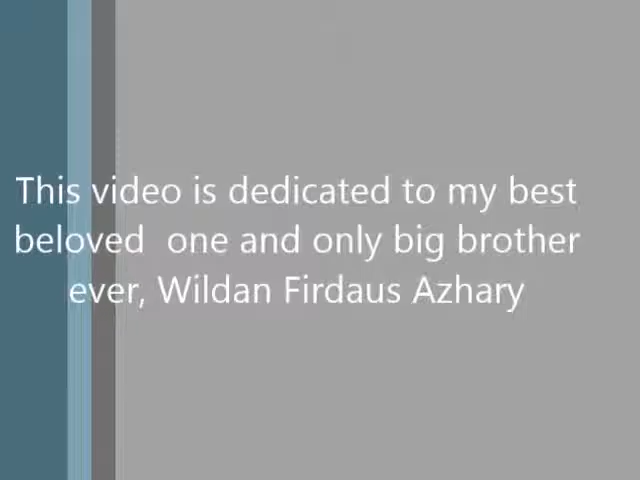 This video is dedicated to my best
beloved  one and only big brother
ever, Wildan Firdaus Azhary